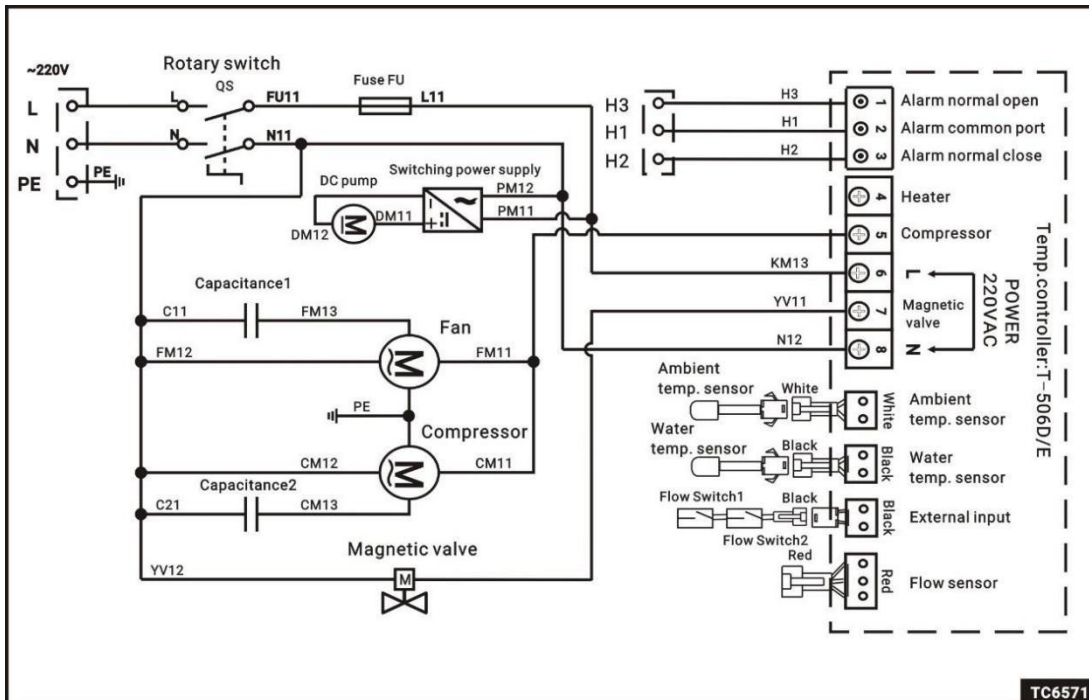 ~220V
Rotary switch
QS
Fuse FU
L
L
FU11
L11
N
N
N11
PE
PE
DC pump
Switching power supply
PM12
PM11
DM11
DM12
M
H3
H1
H2
H3
H1
H2
1
2
3
Alarm normal open
Alarm common port
Alarm normal close
4
Heater
5
Compressor
KM13
6
L
YV11
7
Magnetic
valve
N12
8
N
POWER
220VAC
Temp.controller:T-506D/E
Capacitance1
C11
FM13
Fan
M
FM12
FM11
PE
Compressor
M
CM12
CM11
Capacitance2
C21
CM13
Magnetic valve
M
YV12
Ambient
temp. sensor
White
White
Ambient
temp. sensor
Water
temp. sensor
Black
Black
Water
temp. sensor
Flow Switch1
Black
Black
External input
Flow Switch2
Red
Red
Flow sensor
TC6571